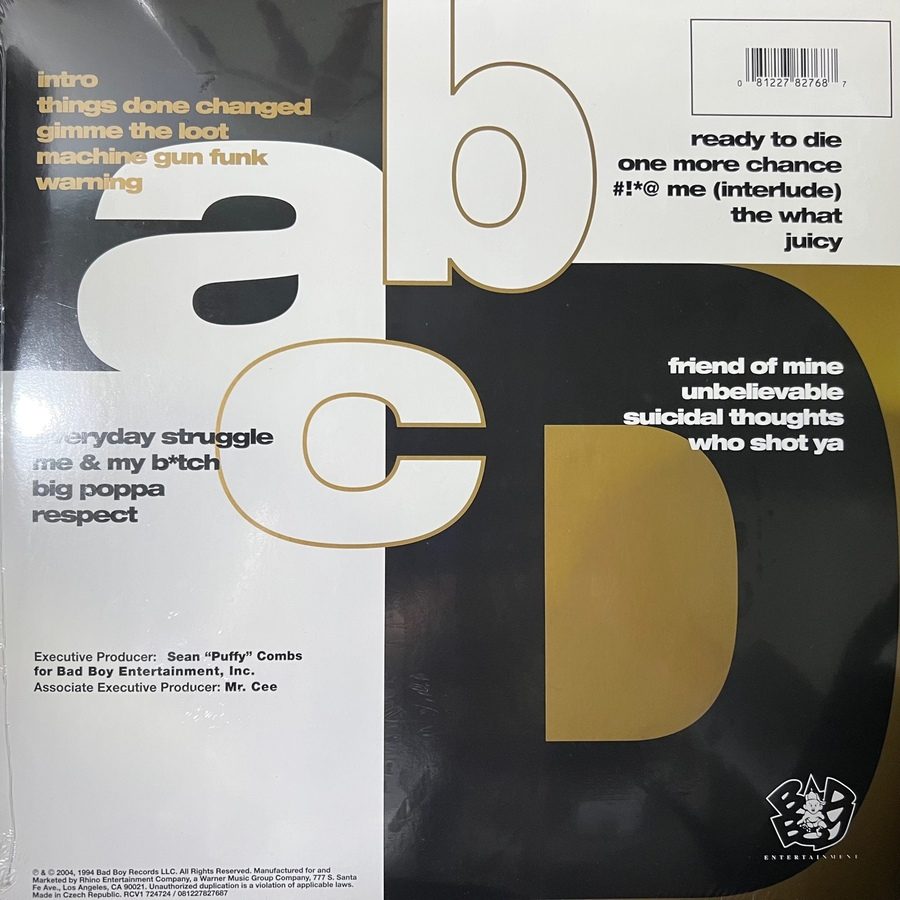 intro
things done changed
gimme the loot
machine gun funk
warning
a
b
0 81227 82768 7
ready to die
one more chance
#!*@ me (interlude)
the what
juicy
c
everyday struggle
me & my b*tch
big poppa
respect
D
friend of mine
unbelievable
suicidal thoughts
who shot ya
Executive Producer: Sean “Puffy” Combs
for Bad Boy Entertainment, Inc.
Associate Executive Producer: Mr. Cee
BAD
BOY
ENTERTAINMENT
℗ & © 2004, 1994 Bad Boy Records LLC. All Rights Reserved. Manufactured for and
Marketed by Rhino Entertainment Company, a Warner Music Group Company, 777 S. Santa
Fe Ave., Los Angeles, CA 90021. Unauthorized duplication is a violation of applicable laws.
Made in Czech Republic. RCV1 724724 / 081227827687